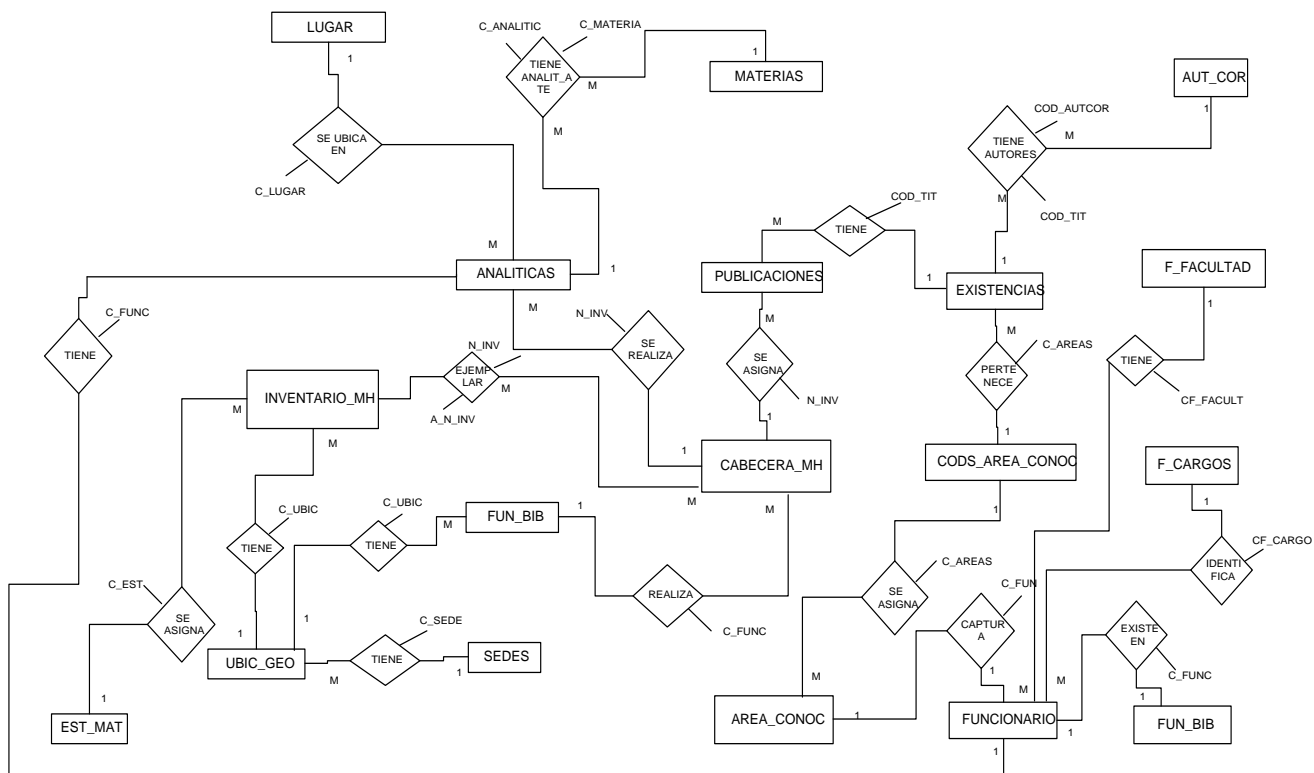 LUGAR
1
C_ANALITIC
C_MATERIA
M
TIENE
ANALIT_A
TE
M
1
MATERIAS
M
AUT_COR
1
COD_AUTCOR
TIENE
AUTORES
M
M
COD_TIT
SE UBICA
EN
C_LUGAR
M
ANALITICAS
1
M
COD_TIT
M
TIENE
M
PUBLICACIONES
1
1
EXISTENCIAS
F_FACULTAD
1
C_FUNC
TIENE
N_INV
SE
REALIZA
M
M
SE
ASIGNA
N_INV
M
C_AREAS
PERTE
NECE
TIENE
CF_FACULT
N_INV
EJEMP
LAR
A_N_INV
M
INVENTARIO_MH
M
M
1
1
CABECERA_MH
M
M
1
CODS_AREA_CONOC
1
F_CARGOS
1
CF_CARGO
IDENTI
FICA
C_UBIC
TIENE
C_UBIC
TIENE
M
FUN_BIB
1
REALIZA
C_FUNC
C_EST
SE
ASIGNA
C_AREAS
SE
ASIGNA
C_FUN
CAPTUR
A
1
EXISTE
EN
C_FUNC
1
1
1
UBIC_GEO
M
C_SEDE
TIENE
1
SEDES
1
EST_MAT
M
AREA_CONOC
1
M
M
FUNCIONARIO
1
1
1
FUN_BIB